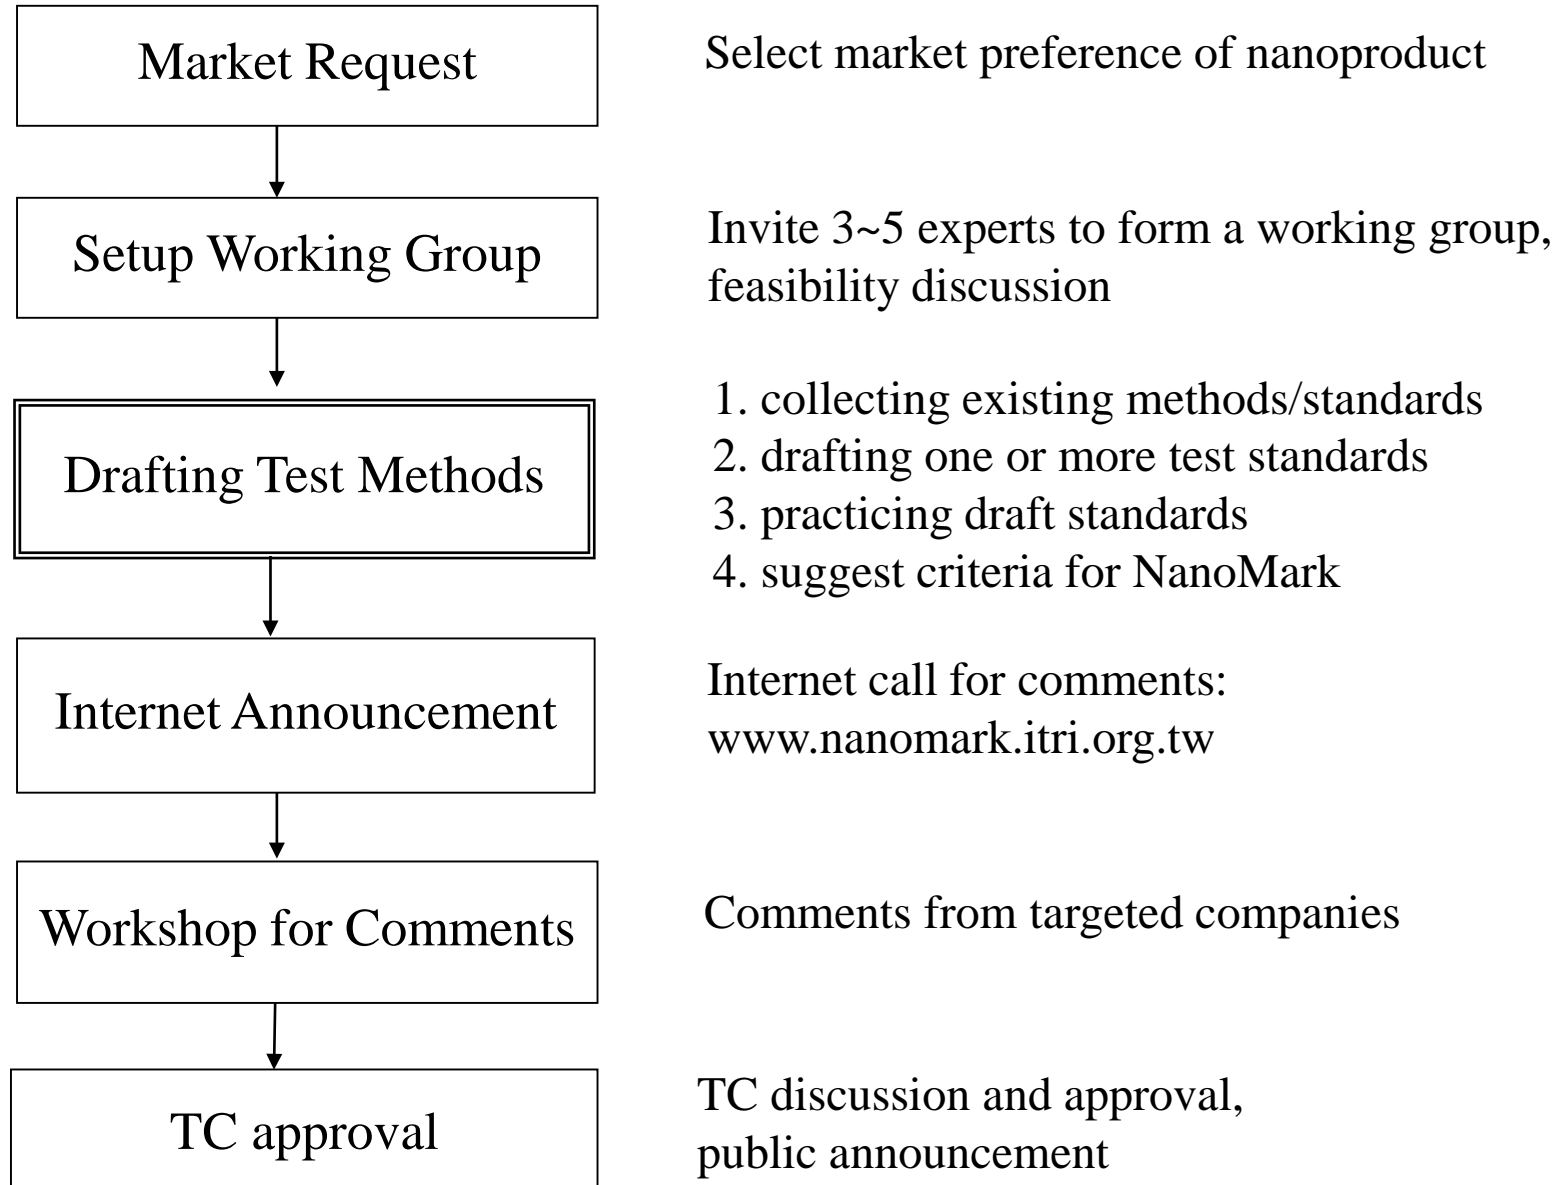 Market Request
Select market preference of nanoproduct
Setup Working Group
Invite 3~5 experts to form a working group,
feasibility discussion
Drafting Test Methods
1. collecting existing methods/standards
2. drafting one or more test standards
3. practicing draft standards
4. suggest criteria for NanoMark
Internet Announcement
Internet call for comments:
www.nanomark.itri.org.tw
Workshop for Comments
Comments from targeted companies
TC approval
TC discussion and approval,
public announcement